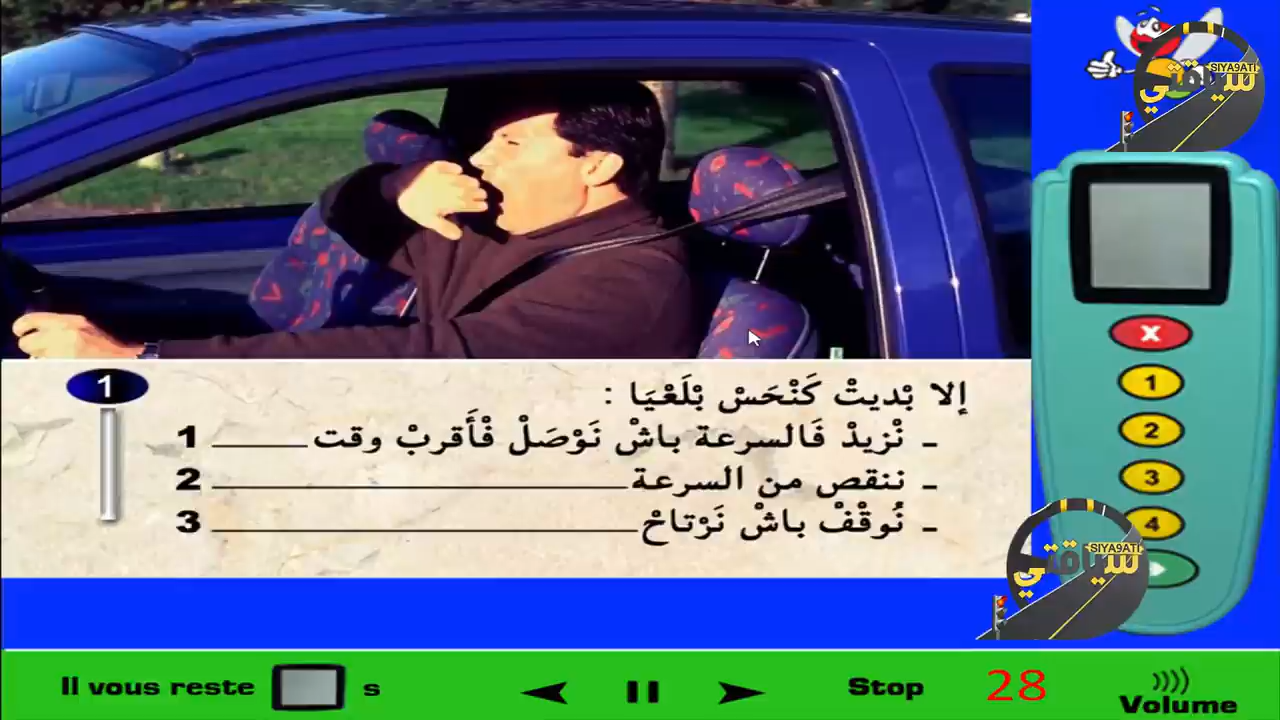 SIYA9ATI
سياقتي
1
إلا بْديتْ كَنْحَسْ بْلَعْيَا :
ـ نْزيدْ فَالسرعة باشْ نَوْصَلْ فْأَقربْ وقت 1
ـ ننقص من السرعة 2
ـ نُوقْفْ باشْ نَرْتاحْ 3
X
1
2
3
4
SIYA9ATI
سياقتي
Il vous reste s
Stop
28
Volume